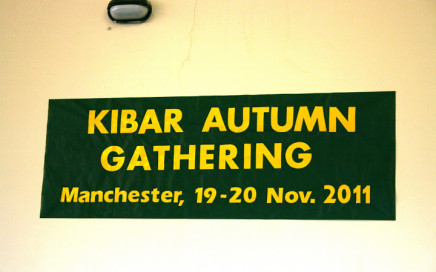 KIBAR AUTUMN
GATHERING
Manchester, 19-20 Nov. 2011